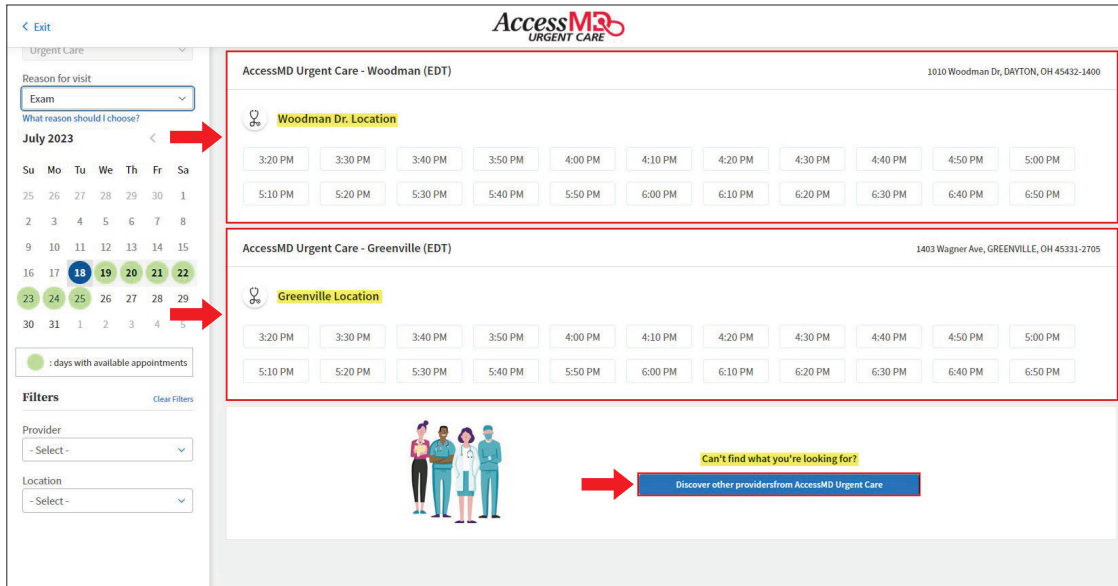 < Exit
AccessMD
URGENT CARE
Urgent Care
Reason for visit
Exam
What reason should I choose?
July 2023 <
Su Mo Tu We Th Fr Sa
25 26 27 28 29 30 1
2 3 4 5 6 7 8
9 10 11 12 13 14 15
16 17 18 19 20 21 22
23 24 25 26 27 28 29
30 31 1 2 3 4 5
: days with available appointments
Filters Clear Filters
Provider
- Select -
Location
- Select -
AccessMD Urgent Care - Woodman (EDT) 1010 Woodman Dr, DAYTON, OH 45432-1400
Woodman Dr. Location
3:20 PM 3:30 PM 3:40 PM 3:50 PM 4:00 PM 4:10 PM 4:20 PM 4:30 PM 4:40 PM 4:50 PM 5:00 PM
5:10 PM 5:20 PM 5:30 PM 5:40 PM 5:50 PM 6:00 PM 6:10 PM 6:20 PM 6:30 PM 6:40 PM 6:50 PM
AccessMD Urgent Care - Greenville (EDT) 1403 Wagner Ave, GREENVILLE, OH 45331-2705
Greenville Location
3:20 PM 3:30 PM 3:40 PM 3:50 PM 4:00 PM 4:10 PM 4:20 PM 4:30 PM 4:40 PM 4:50 PM 5:00 PM
5:10 PM 5:20 PM 5:30 PM 5:40 PM 5:50 PM 6:00 PM 6:10 PM 6:20 PM 6:30 PM 6:40 PM 6:50 PM
Can't find what you're looking for?
Discover other providersfrom AccessMD Urgent Care